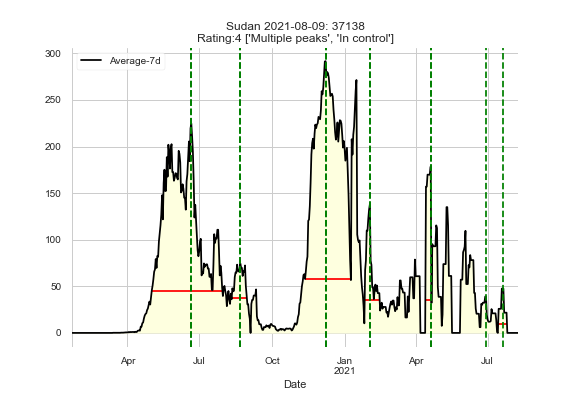 Sudan 2021-08-09: 37138
Rating:4 ['Multiple peaks', 'In control']
Average-7d
300
250
200
150
100
50
0
Apr Jul Oct Jan Apr Jul
2021
Date